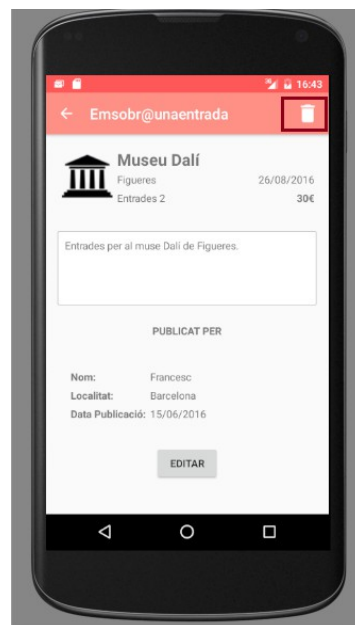 16:43
Emsobr@unaentrada
Museu Dalí
Figueres 26/08/2016
Entrades 2 30€
Entrades per al muse Dalí de Figueres.
PUBLICAT PER
Nom: Francesc
Localitat: Barcelona
Data Publicació: 15/06/2016
EDITAR